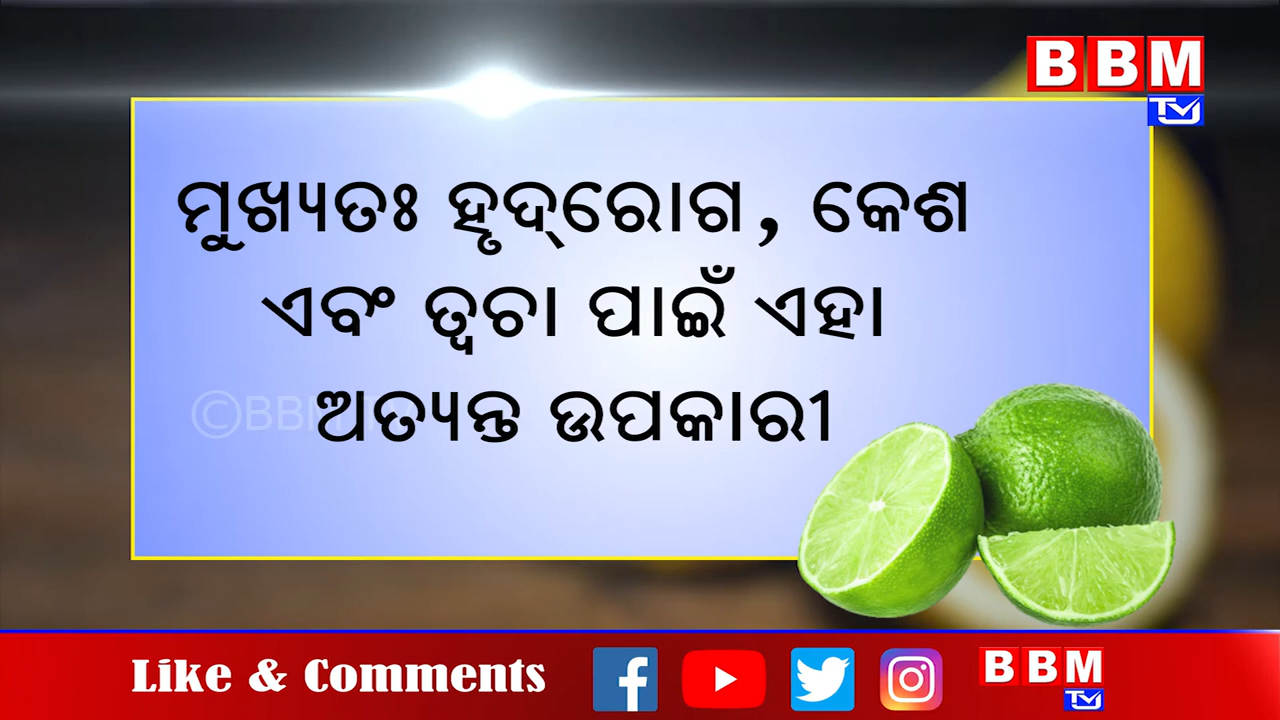 BBM
TV
ମୁଖ୍ୟତଃ ହୃଦ୍‌ରୋଗ, କେଶ
ଏବଂ ତ୍ୱଚା ପାଇଁ ଏହା
ଅତ୍ୟନ୍ତ ଉପକାରୀ
Like & Comments
BBM
TV